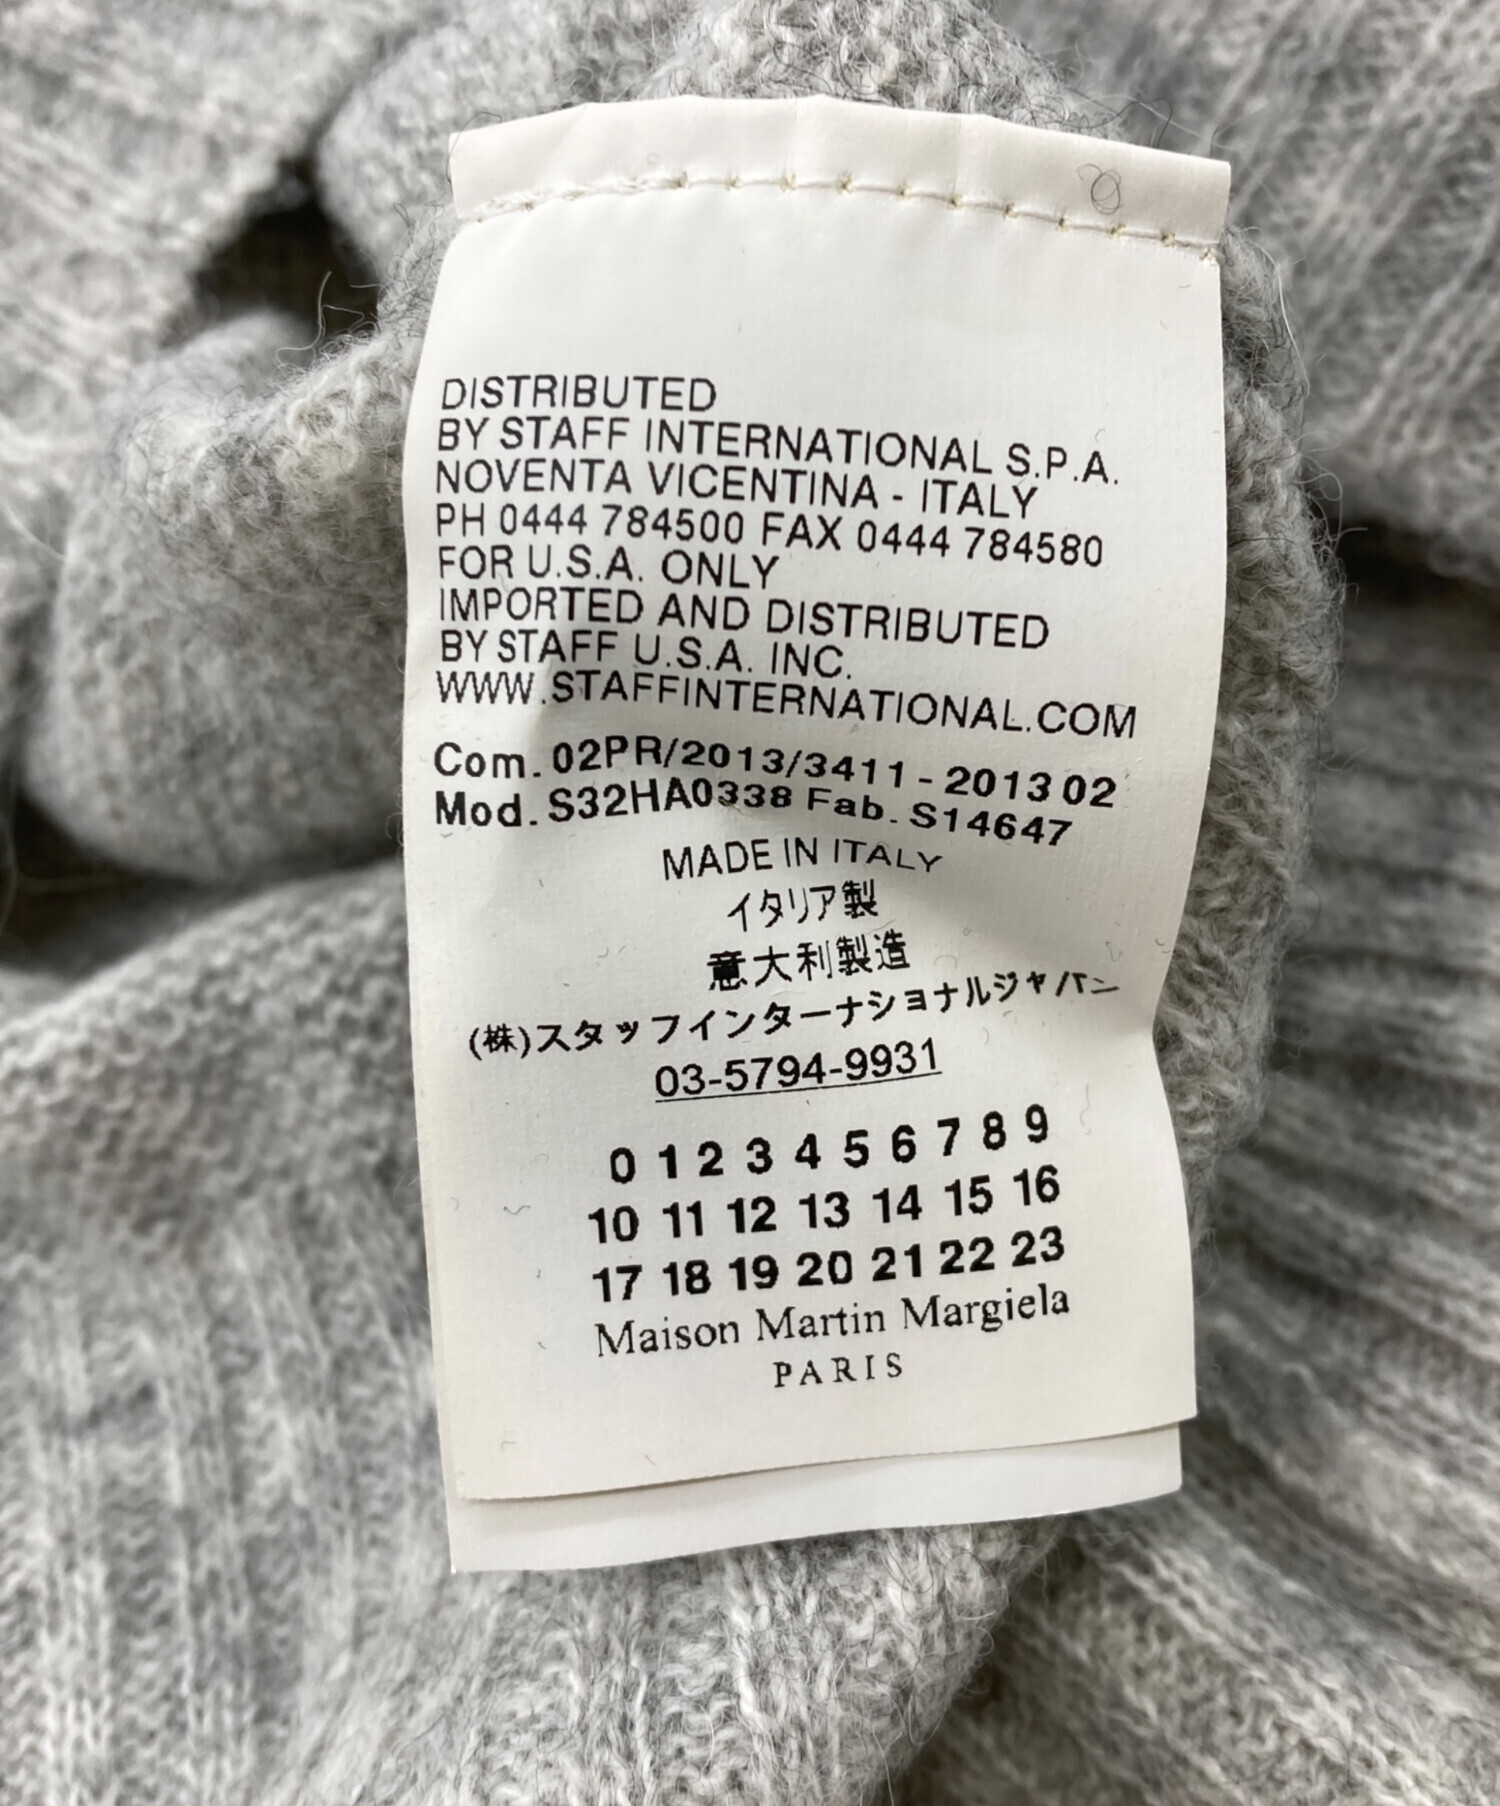 DISTRIBUTED
BY STAFF INTERNATIONAL S.P.A.
NOVENTA VICENTINA - ITALY
PH 0444 784500 FAX 0444 784580
FOR U.S.A. ONLY
IMPORTED AND DISTRIBUTED
BY STAFF U.S.A. INC.
WWW.STAFFINTERNATIONAL.COM
Com. 02PR/2013/3411 - 2013 02
Mod. S32HA0338 Fab. S14647
MADE IN ITALY
イタリア製
意大利製造
(株)スタッフインターナショナルジャパン
03-5794-9931
0 1 2 3 4 5 6 7 8 9
10 11 12 13 14 15 16
17 18 19 20 21 22 23
Maison Martin Margiela
PARIS